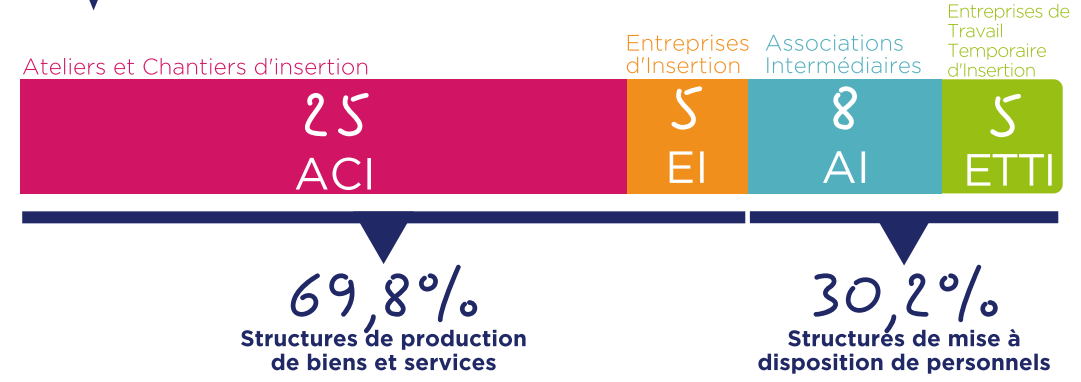 Ateliers et Chantiers d'insertion
Entreprises
d'Insertion
Associations
Intermédiaires
Entreprises de
Travail
Temporaire
d'Insertion
25
ACI
5
EI
8
AI
5
ETTI
69,8%
Structures de production
de biens et services
30,2%
Structures de mise à
disposition de personnels